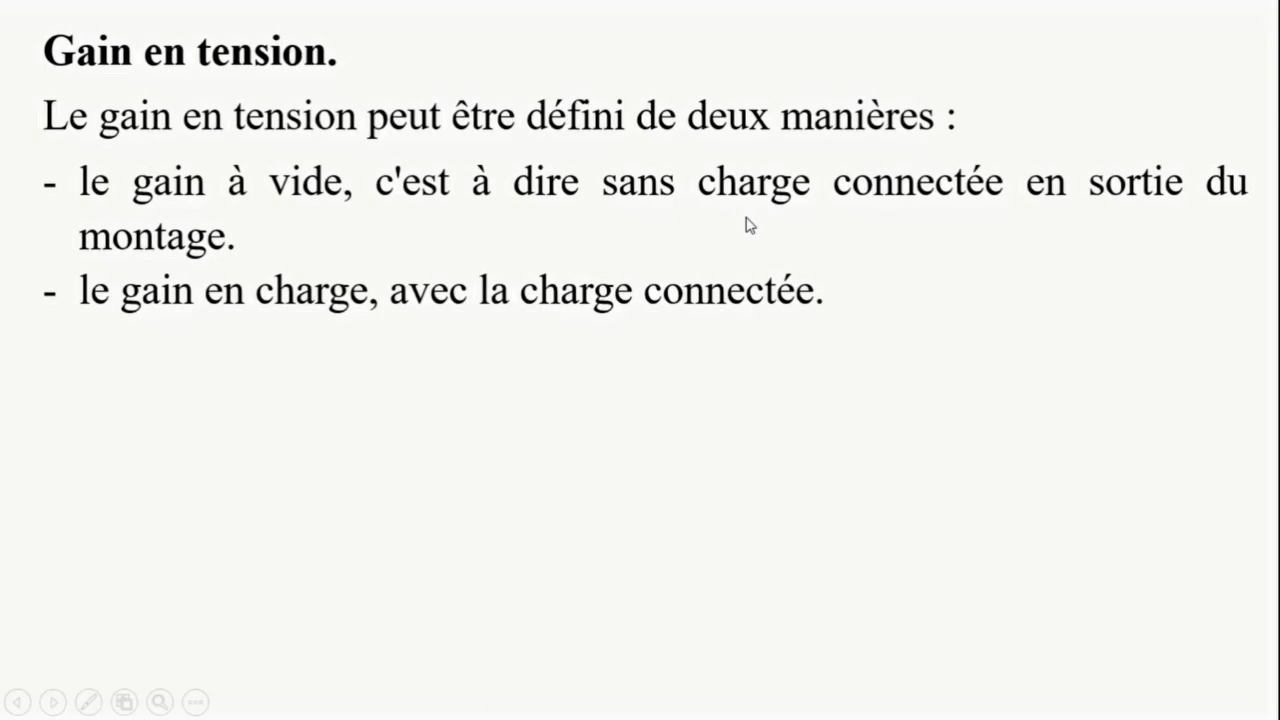 Gain en tension.
Le gain en tension peut être défini de deux manières :
- le gain à vide, c'est à dire sans charge connectée en sortie du
montage.
- le gain en charge, avec la charge connectée.